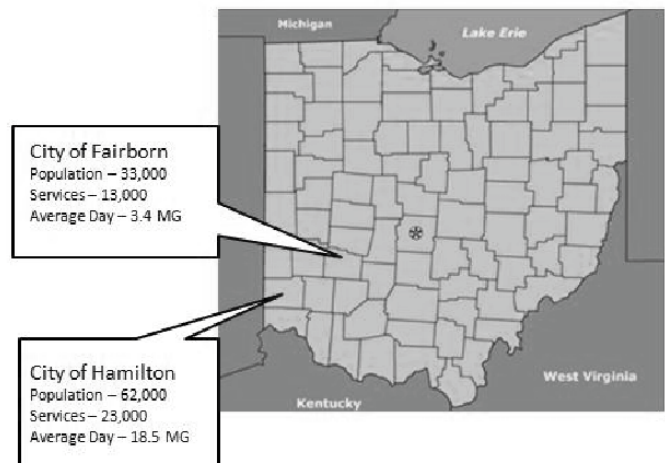 Michigan
Lake Erie
City of Fairborn
Population – 33,000
Services – 13,000
Average Day – 3.4 MG
City of Hamilton
Population – 62,000
Services – 23,000
Average Day – 18.5 MG
West Virginia
Kentucky